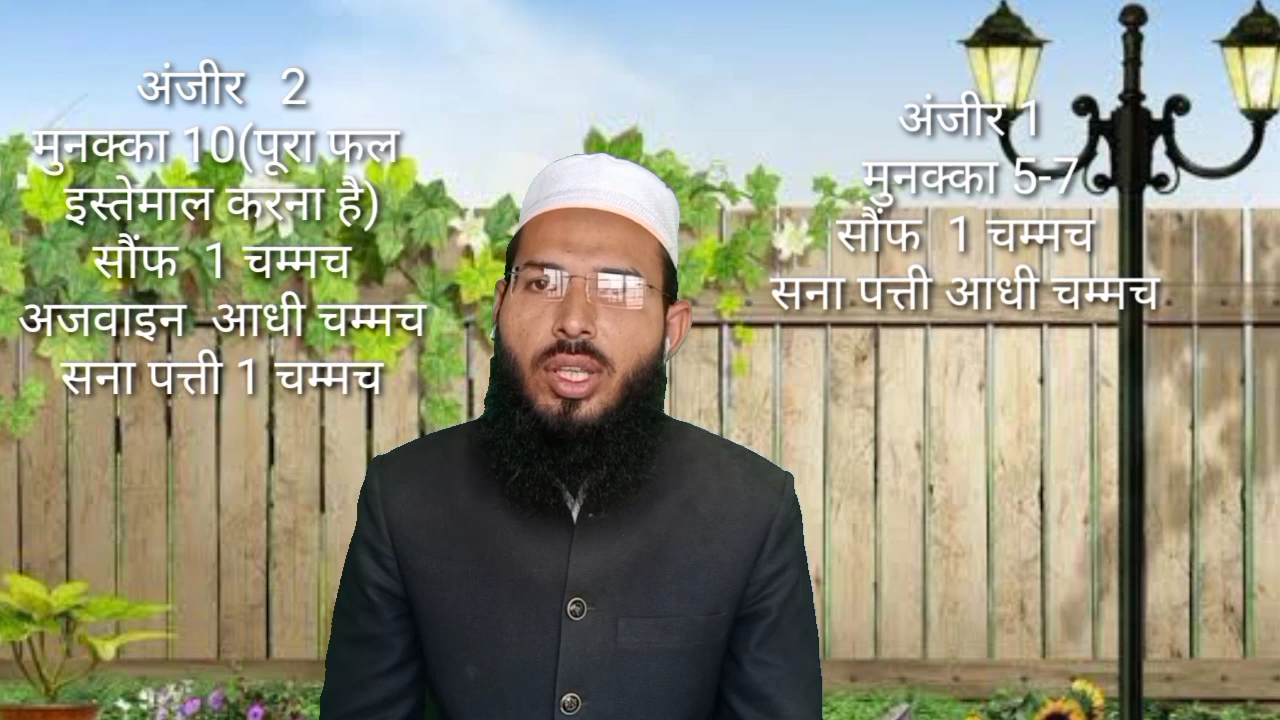 अंजीर 2
मुनक्का 10(पूरा फल
इस्तेमाल करना है)
सौंफ 1 चम्मच
अजवाइन आधी चम्मच
सना पत्ती 1 चम्मच
अंजीर 1
मुनक्का 5-7
सौंफ 1 चम्मच
सना पत्ती आधी चम्मच